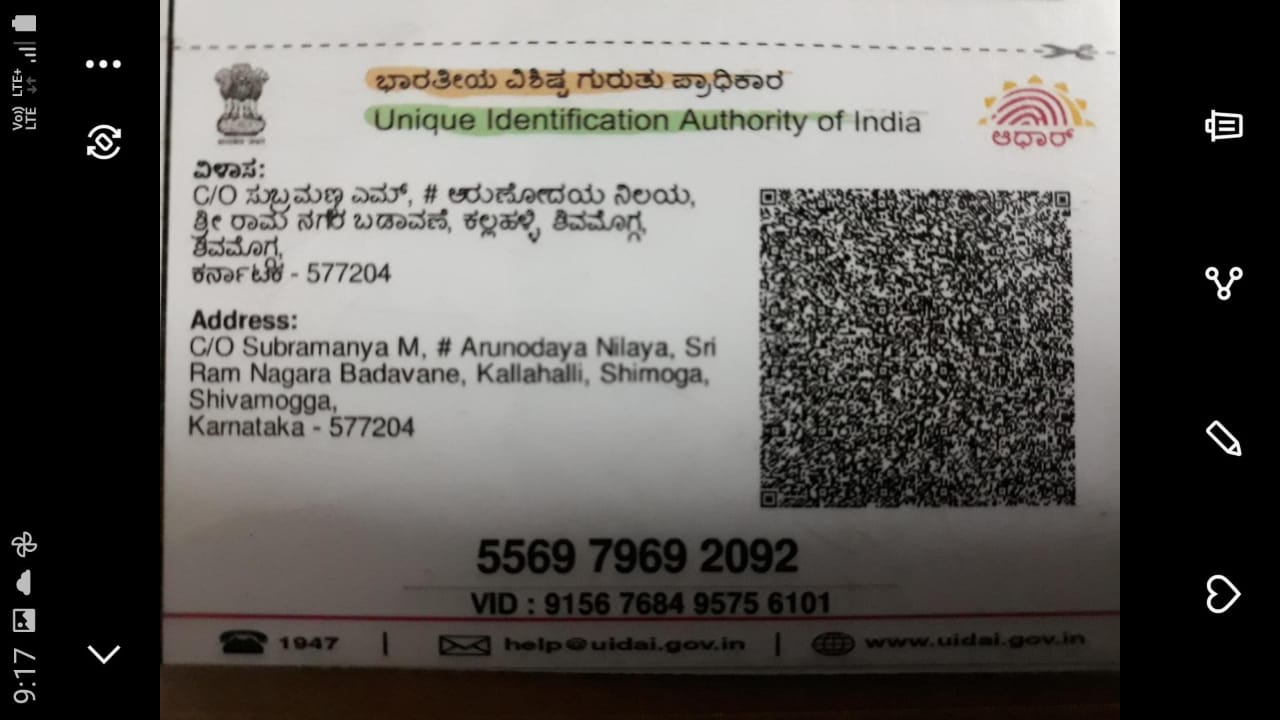 ಭಾರತೀಯ ವಿಶಿಷ್ಟ ಗುರುತು ಪ್ರಾಧಿಕಾರ
Unique Identification Authority of India
ಆಧಾರ್
ವಿಳಾಸ:
C/O ಸುಬ್ರಮಣ್ಯ ಎಮ್, # ಆರುಣೋದಯ ನಿಲಯ,
ಶ್ರೀ ರಾಮ ನಗರ ಬಡಾವಣೆ, ಕಲ್ಲಹಳ್ಳಿ, ಶಿವಮೊಗ್ಗ,
ಶಿವಮೊಗ್ಗ,
ಕರ್ನಾಟಕ - 577204
Address:
C/O Subramanya M, # Arunodaya Nilaya, Sri
Ram Nagara Badavane, Kallahalli, Shimoga,
Shivamogga,
Karnataka - 577204
5569 7969 2092
VID : 9156 7684 9575 6101
1947 | help@uidai.gov.in | www.uidai.gov.in
9:17
Vo)) LTE+
LTE